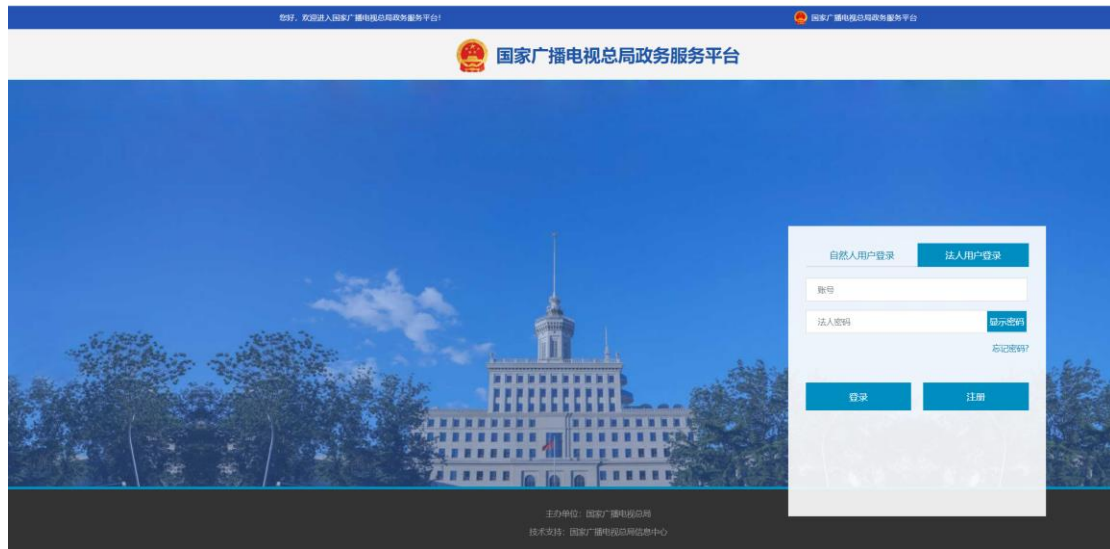 您好，欢迎进入国家广播电视总局政务服务平台！
国家广播电视总局政务服务平台
国家广播电视总局政务服务平台
自然人用户登录 法人用户登录
账号
法人密码 显示密码
忘记密码?
登录 注册
主办单位：国家广播电视总局
技术支持：国家广播电视总局信息中心